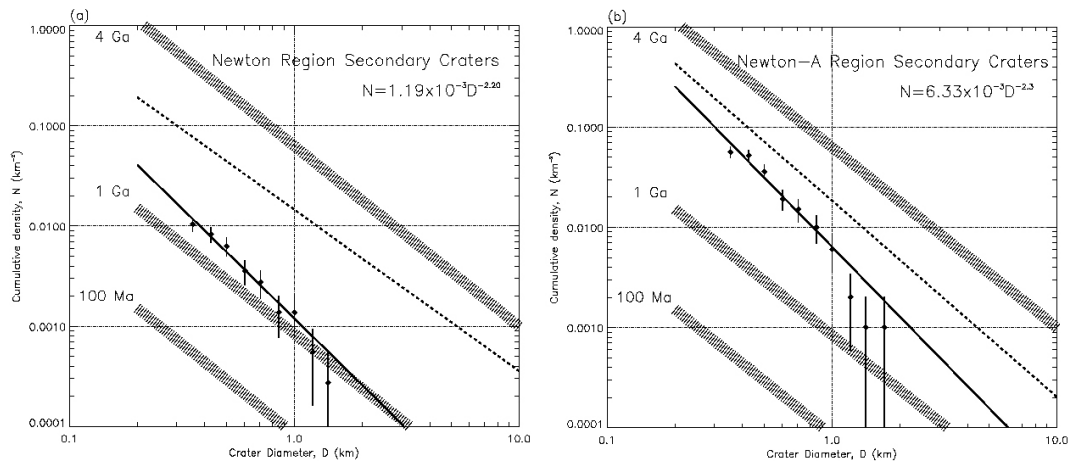 (a)
1.0000
4 Ga
Newton Region Secondary Craters
N=1.19x10⁻³D⁻²·²⁰
0.1000
1 Ga
0.0100
100 Ma
0.0010
0.0001
0.1
1.0
10.0
Cumulative density, N (km⁻²)
Crater Diameter, D (km)
(b)
1.0000
4 Ga
Newton-A Region Secondary Craters
N=6.33x10⁻³D⁻²·³
0.1000
1 Ga
0.0100
100 Ma
0.0010
0.0001
0.1
1.0
10.0
Cumulative density, N (km⁻²)
Crater Diameter, D (km)